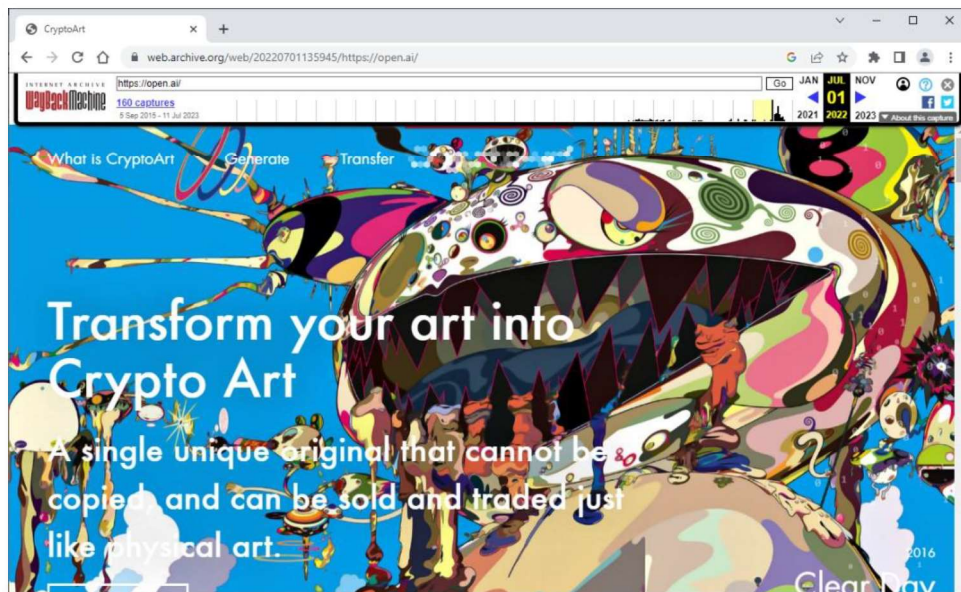 CryptoArt
web.archive.org/web/20220701135945/https://open.ai/
INTERNET ARCHIVE
WayBackMachine
https://open.ai/
Go
JAN JUL NOV
160 captures
01
5 Sep 2015 - 11 Jul 2023
2021 2022 2023
About this capture
What is CryptoArt Generate Transfer
Transform your art into
Crypto Art
A single unique original that cannot be
copied, and can be sold and traded just
like physical art.
2016
Clear Day